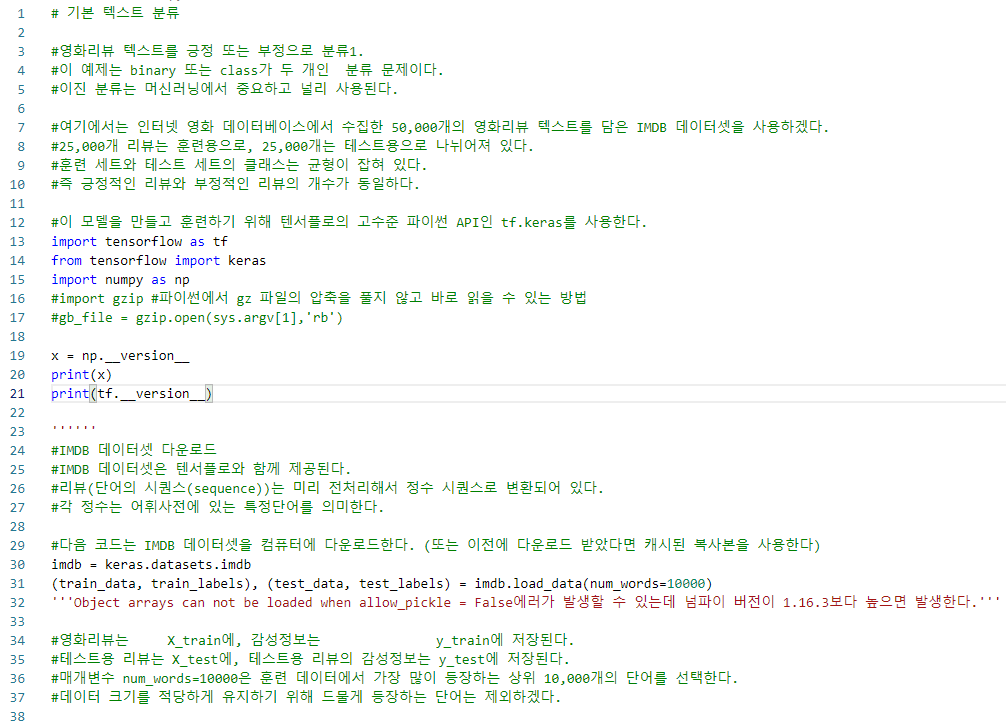 1 # 기본 텍스트 분류
2
3 #영화리뷰 텍스트를 긍정 또는 부정으로 분류1.
4 #이 예제는 binary 또는 class가 두 개인  분류 문제이다.
5 #이진 분류는 머신러닝에서 중요하고 널리 사용된다.
6
7 #여기에서는 인터넷 영화 데이터베이스에서 수집한 50,000개의 영화리뷰 텍스트를 담은 IMDB 데이터셋을 사용하겠다.
8 #25,000개 리뷰는 훈련용으로, 25,000개는 테스트용으로 나뉘어져 있다.
9 #훈련 세트와 테스트 세트의 클래스는 균형이 잡혀 있다.
10 #즉 긍정적인 리뷰와 부정적인 리뷰의 개수가 동일하다.
11
12 #이 모델을 만들고 훈련하기 위해 텐서플로의 고수준 파이썬 API인 tf.keras를 사용한다.
13 import tensorflow as tf
14 from tensorflow import keras
15 import numpy as np
16 #import gzip #파이썬에서 gz 파일의 압축을 풀지 않고 바로 읽을 수 있는 방법
17 #gb_file = gzip.open(sys.argv[1],'rb')
18
19 x = np.__version__
20 print(x)
21 print(tf.__version__)
22
23 ''''''
24 #IMDB 데이터셋 다운로드
25 #IMDB 데이터셋은 텐서플로와 함께 제공된다.
26 #리뷰(단어의 시퀀스(sequence))는 미리 전처리해서 정수 시퀀스로 변환되어 있다.
27 #각 정수는 어휘사전에 있는 특정단어를 의미한다.
28
29 #다음 코드는 IMDB 데이터셋을 컴퓨터에 다운로드한다. (또는 이전에 다운로드 받았다면 캐시된 복사본을 사용한다)
30 imdb = keras.datasets.imdb
31 (train_data, train_labels), (test_data, test_labels) = imdb.load_data(num_words=10000)
32 '''Object arrays can not be loaded when allow_pickle = False에러가 발생할 수 있는데 넘파이 버전이 1.16.3보다 높으면 발생한다.'''
33
34 #영화리뷰는     X_train에, 감성정보는               y_train에 저장된다.
35 #테스트용 리뷰는 X_test에, 테스트용 리뷰의 감성정보는 y_test에 저장된다.
36 #매개변수 num_words=10000은 훈련 데이터에서 가장 많이 등장하는 상위 10,000개의 단어를 선택한다.
37 #데이터 크기를 적당하게 유지하기 위해 드물게 등장하는 단어는 제외하겠다.
38